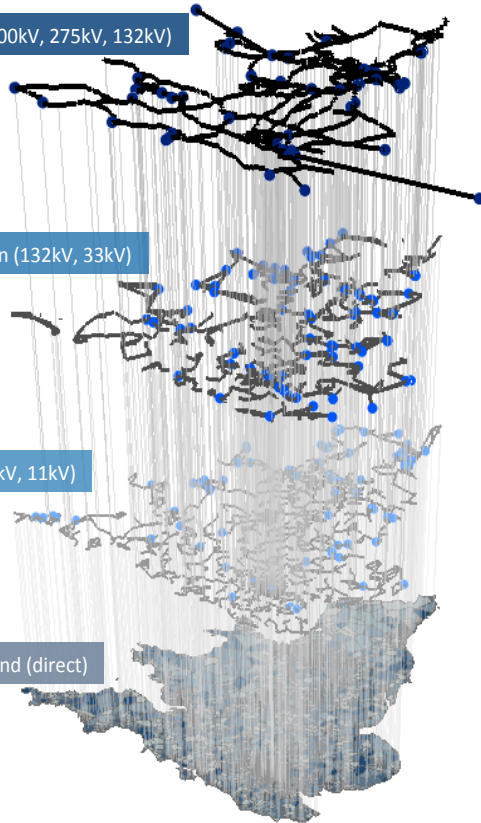 00kV, 275kV, 132kV)
n (132kV, 33kV)
kV, 11kV)
nd (direct)